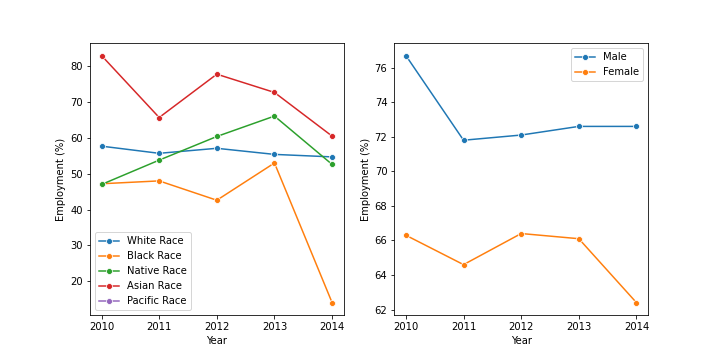 80
70
60
50
40
30
20
Employment (%)
2010 2011 2012 2013 2014
Year
White Race
Black Race
Native Race
Asian Race
Pacific Race
76
74
72
70
68
66
64
62
Employment (%)
2010 2011 2012 2013 2014
Year
Male
Female